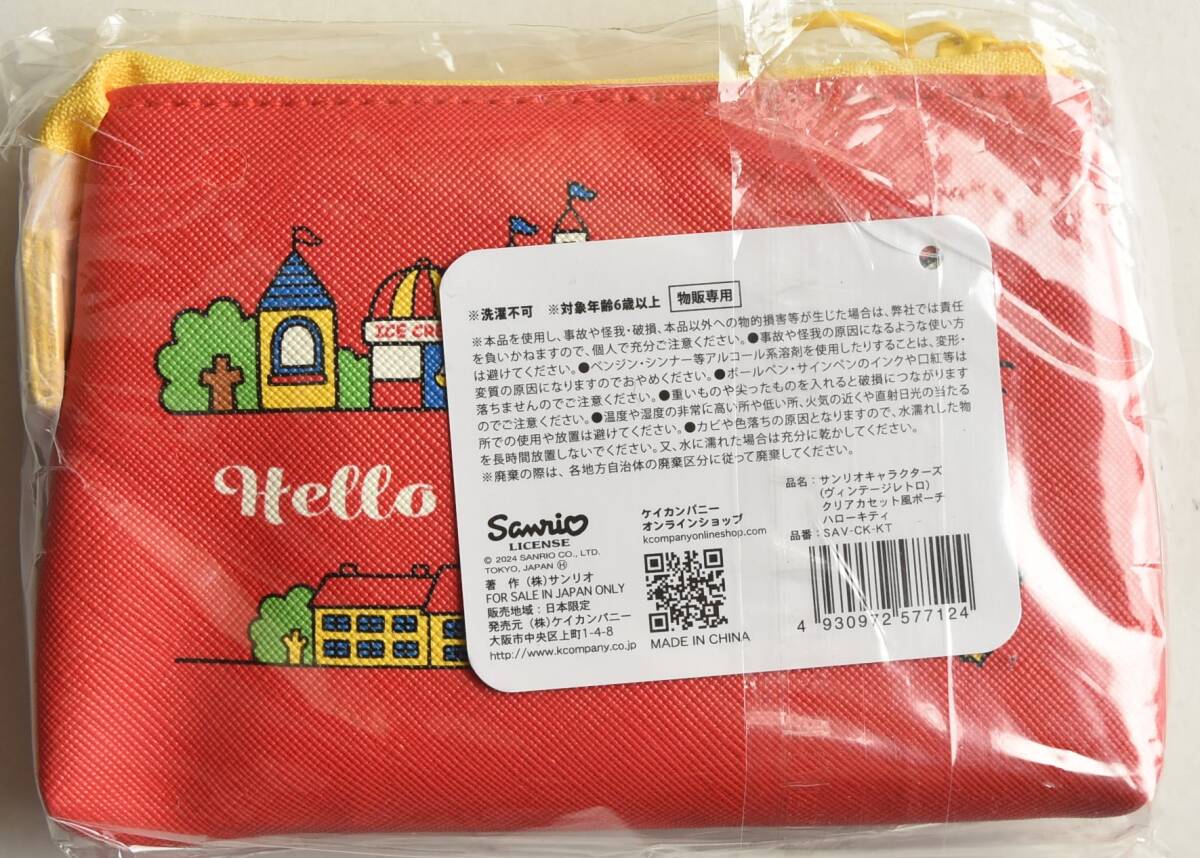 ICE CRE
Hello
※洗濯不可 ※対象年齢6歳以上 物販専用
※本品を使用し、事故や怪我・破損、本品以外への物的損害等が生じた場合は、弊社では責任
を負いかねますので、個人で充分ご注意ください。●事故や怪我の原因になるような使い方
は避けてください。●ベンジン・シンナー等アルコール系溶剤を使用したりすることは、変形・
変質の原因になりますのでおやめください。●ボールペン・サインペンのインクや口紅等は
落ちませんのでご注意ください。●重いものや尖ったものを入れると破損につながります
のでご注意ください。●温度や湿度の非常に高い所や低い所、火気の近くや直射日光の当たる
所での使用や放置は避けてください。●カビや色落ちの原因となりますので、水濡れした物
を長時間放置しないでください。又、水に濡れた場合は充分に乾かしてください。
※廃棄の際は、各地方自治体の廃棄区分に従って廃棄してください。
Sanrio
LICENSE
© 2024 SANRIO CO., LTD.
TOKYO, JAPAN Ⓗ
著 作 (株)サンリオ
FOR SALE IN JAPAN ONLY
販売地域:日本限定
発売元 (株)ケイカンパニー
大阪市中央区上町1-4-8
http://www.kcompany.co.jp
ケイカンパニー
オンラインショップ
kcompanyonlineshop.com
MADE IN CHINA
品名:サンリオキャラクターズ
(ヴィンテージレトロ)
クリアカセット風ポーチ
ハローキティ
品番:SAV-CK-KT
4 930972 577124